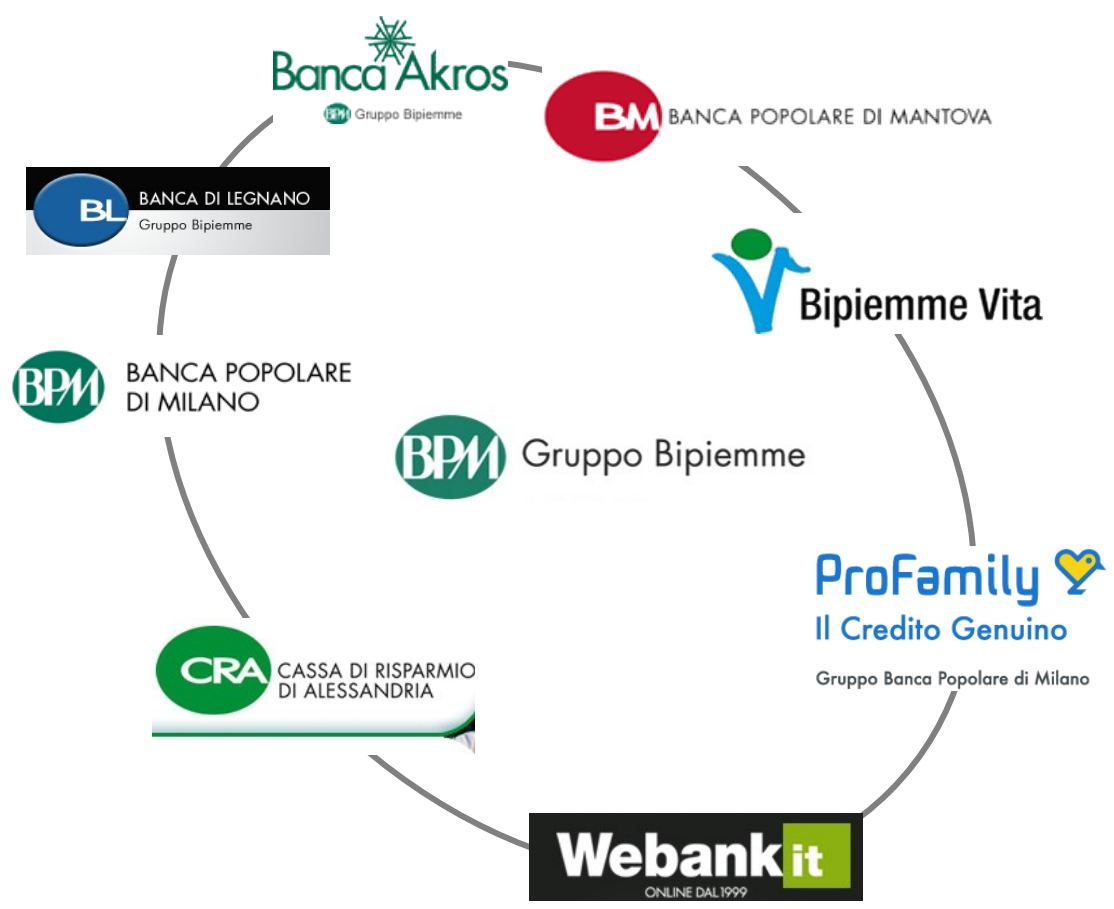 Banca Akros
BPM Gruppo Bipiemme
BM BANCA POPOLARE DI MANTOVA
BL BANCA DI LEGNANO
Gruppo Bipiemme
Bipiemme Vita
BPM BANCA POPOLARE
DI MILANO
BPM Gruppo Bipiemme
ProFamily
Il Credito Genuino
Gruppo Banca Popolare di Milano
CRA CASSA DI RISPARMIO
DI ALESSANDRIA
Webank it
ONLINE DAL 1999